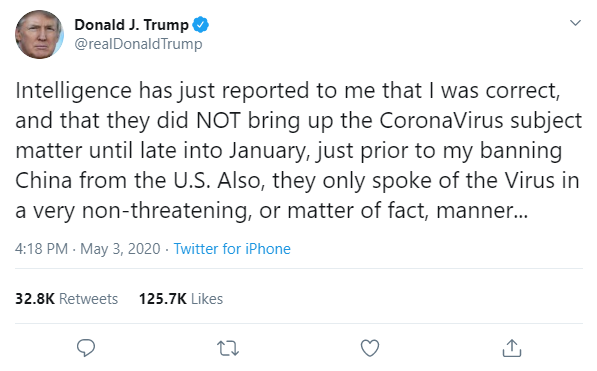 Donald J. Trump
@realDonaldTrump
Intelligence has just reported to me that I was correct,
and that they did NOT bring up the CoronaVirus subject
matter until late into January, just prior to my banning
China from the U.S. Also, they only spoke of the Virus in
a very non-threatening, or matter of fact, manner...
4:18 PM · May 3, 2020 · Twitter for iPhone
32.8K Retweets 125.7K Likes